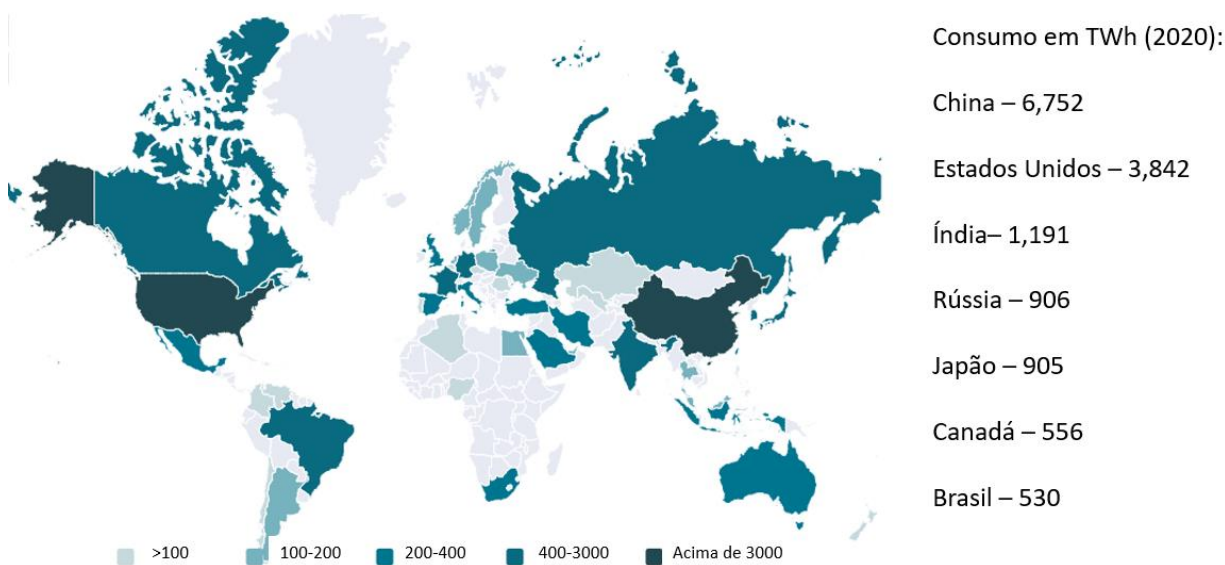 Consumo em TWh (2020):
China – 6,752
Estados Unidos – 3,842
Índia– 1,191
Rússia – 906
Japão – 905
Canadá – 556
Brasil – 530
>100
100-200
200-400
400-3000
Acima de 3000